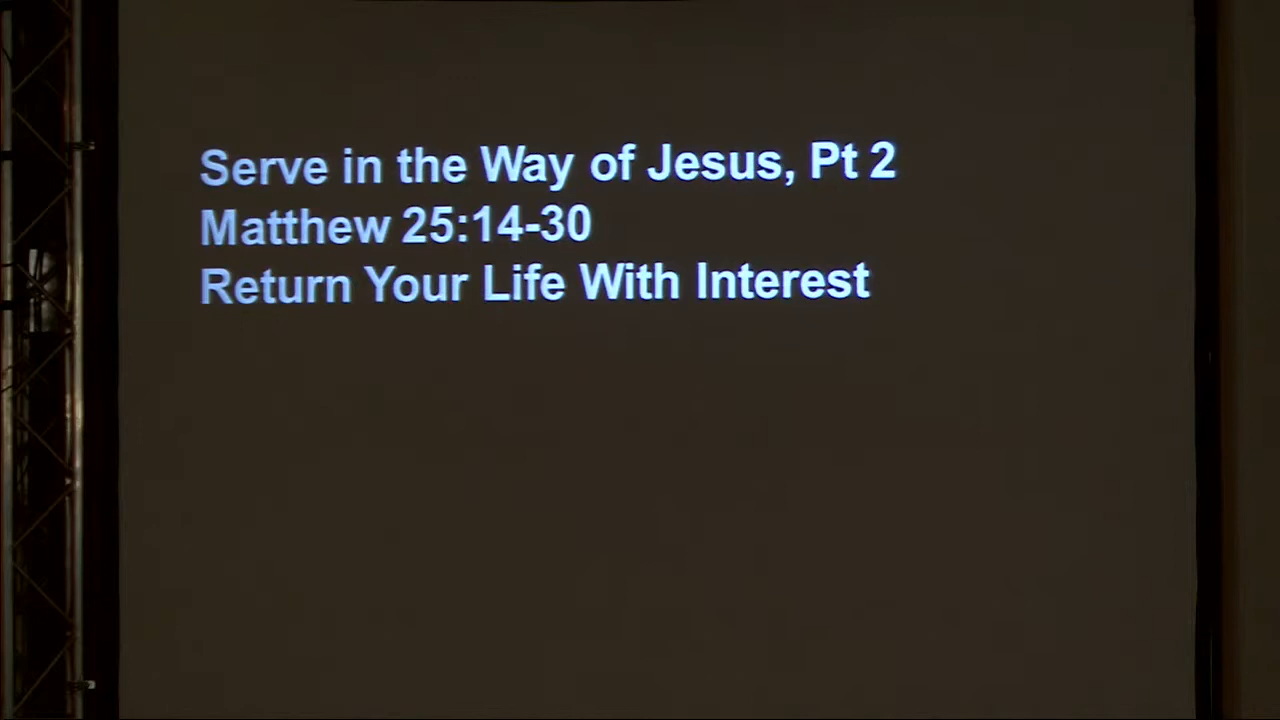 Serve in the Way of Jesus, Pt 2
Matthew 25:14-30
Return Your Life With Interest